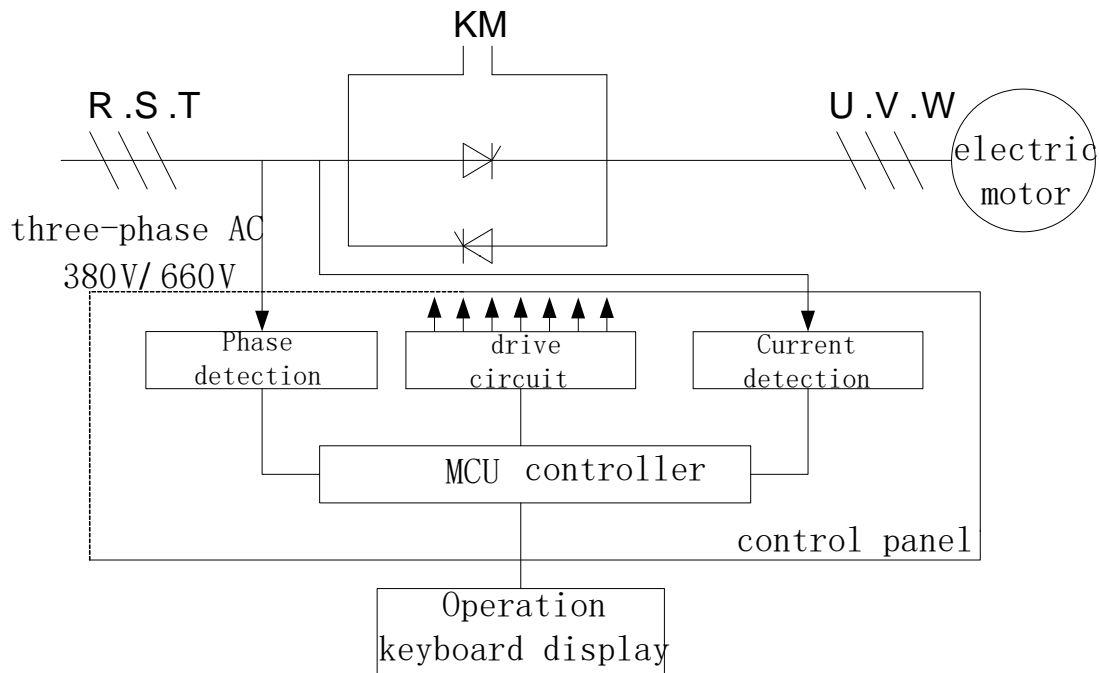 KM
R .S .T
U .V .W
electric
motor
three-phase AC
380V/ 660V
Phase
detection
drive
circuit
Current
detection
MCU controller
control panel
Operation
keyboard display